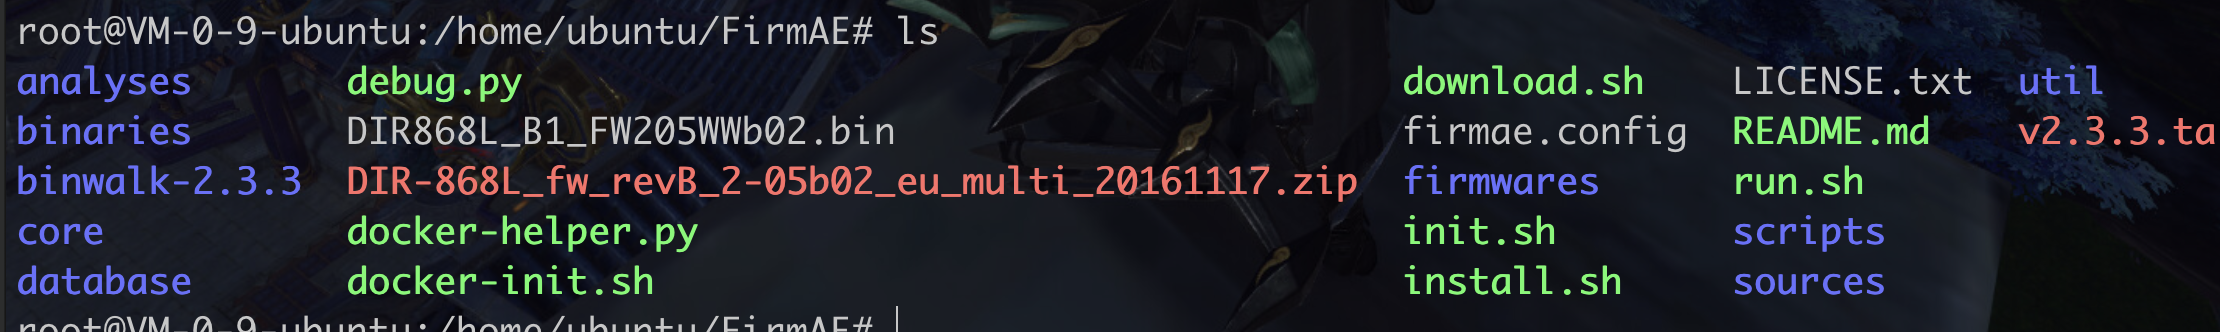 root@VM-0-9-ubuntu:/home/ubuntu/FirmAE# ls
analyses debug.py download.sh LICENSE.txt util
binaries DIR868L_B1_FW205WWb02.bin firmae.config README.md v2.3.3.ta
binwalk-2.3.3 DIR-868L_fw_revB_2-05b02_eu_multi_20161117.zip firmwares run.sh
core docker-helper.py init.sh scripts
database docker-init.sh install.sh sources
root@VM-0-9-ubuntu:/home/ubuntu/FirmAE#